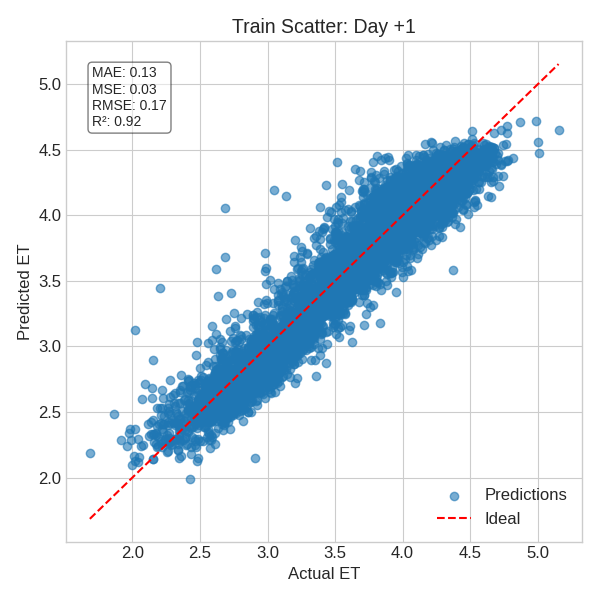 Train Scatter: Day +1
MAE: 0.13
MSE: 0.03
RMSE: 0.17
R²: 0.92
Predicted ET
5.0
4.5
4.0
3.5
3.0
2.5
2.0
Predictions
Ideal
2.0 2.5 3.0 3.5 4.0 4.5 5.0
Actual ET